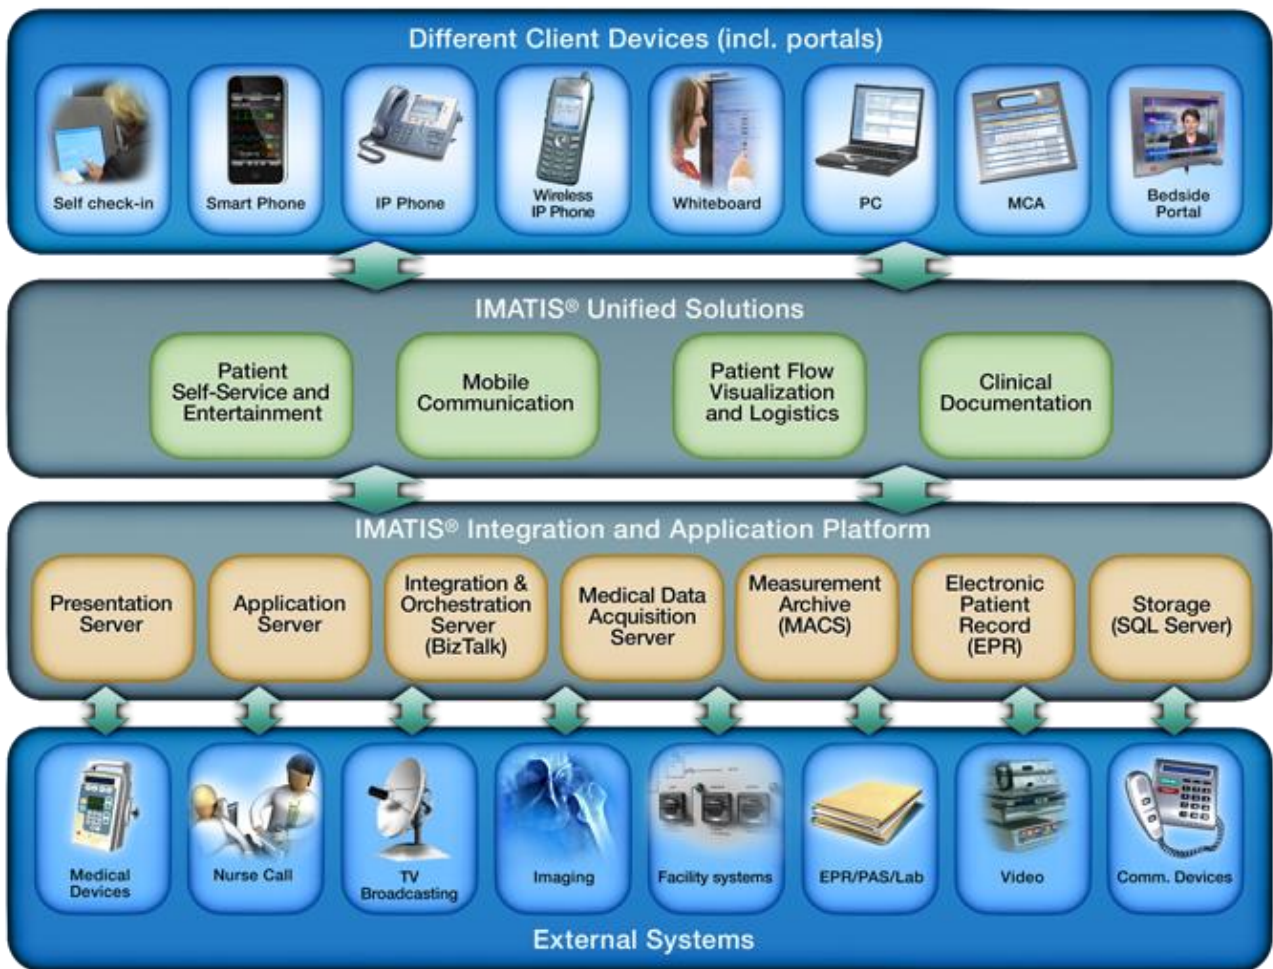 Different Client Devices (incl. portals)
Self check-in
Smart Phone
IP Phone
Wireless
IP Phone
Whiteboard
PC
MCA
Bedside
Portal
IMATIS® Unified Solutions
Patient
Self-Service and
Entertainment
Mobile
Communication
Patient Flow
Visualization
and Logistics
Clinical
Documentation
IMATIS® Integration and Application Platform
Presentation
Server
Application
Server
Integration &
Orchestration
Server
(BizTalk)
Medical Data
Acquisition
Server
Measurement
Archive
(MACS)
Electronic
Patient
Record
(EPR)
Storage
(SQL Server)
Medical
Devices
Nurse Call
TV
Broadcasting
Imaging
Facility systems
EPR/PAS/Lab
Video
Comm. Devices
External Systems